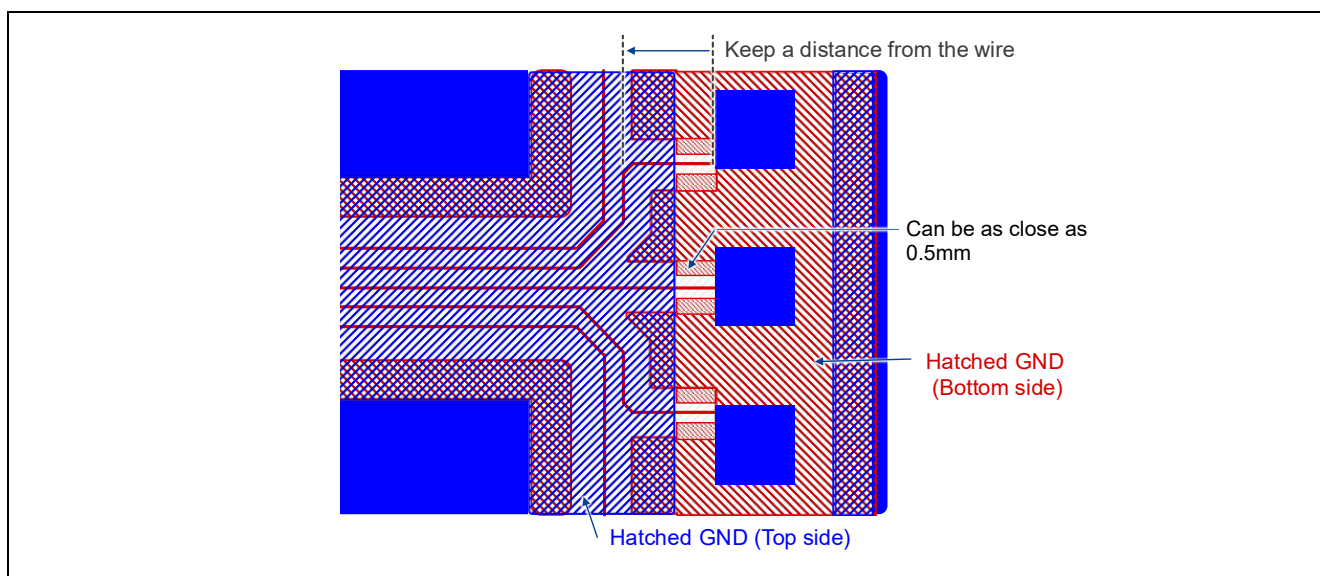 Keep a distance from the wire
Can be as close as
0.5mm
Hatched GND
(Bottom side)
Hatched GND (Top side)